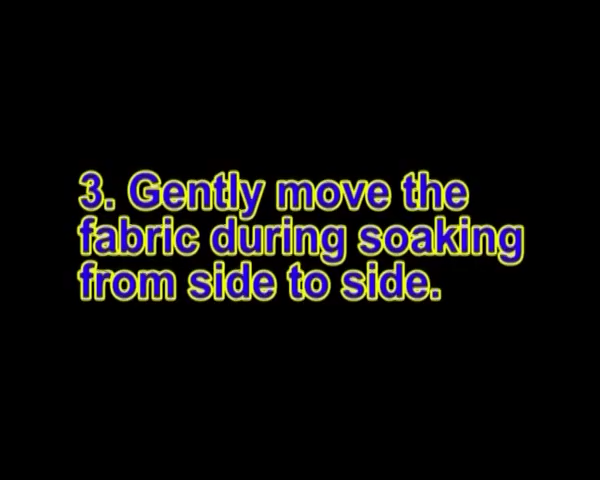 3. Gently move the
fabric during soaking
from side to side.